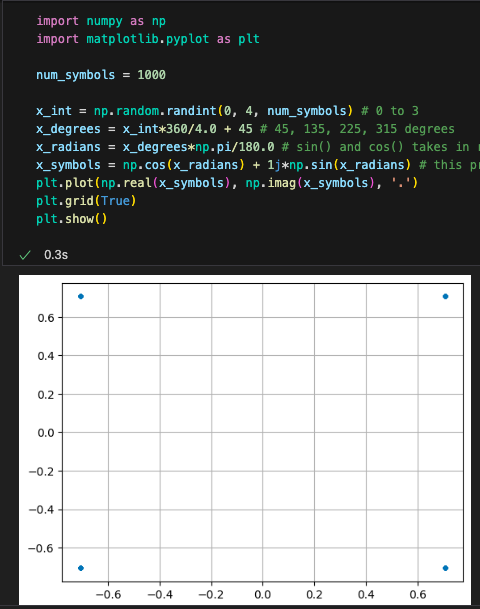 import numpy as np
import matplotlib.pyplot as plt
num_symbols = 1000
x_int = np.random.randint(0, 4, num_symbols) # 0 to 3
x_degrees = x_int*360/4.0 + 45 # 45, 135, 225, 315 degrees
x_radians = x_degrees*np.pi/180.0 # sin() and cos() takes in
x_symbols = np.cos(x_radians) + 1j*np.sin(x_radians) # this
plt.plot(np.real(x_symbols), np.imag(x_symbols), '.')
plt.grid(True)
plt.show()
0.3s
0.6
0.4
0.2
0.0
−0.2
−0.4
−0.6
−0.6 −0.4 −0.2 0.0 0.2 0.4 0.6